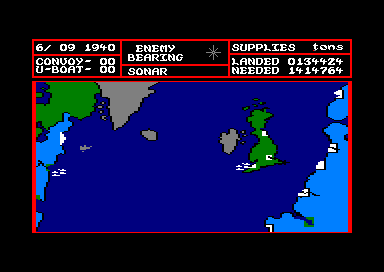 6/ 09 1940
CONVOY- 00
U-BOAT- 00
ENEMY
BEARING
SONAR
SUPPLIES tons
LANDED 0134424
NEEDED 1414764